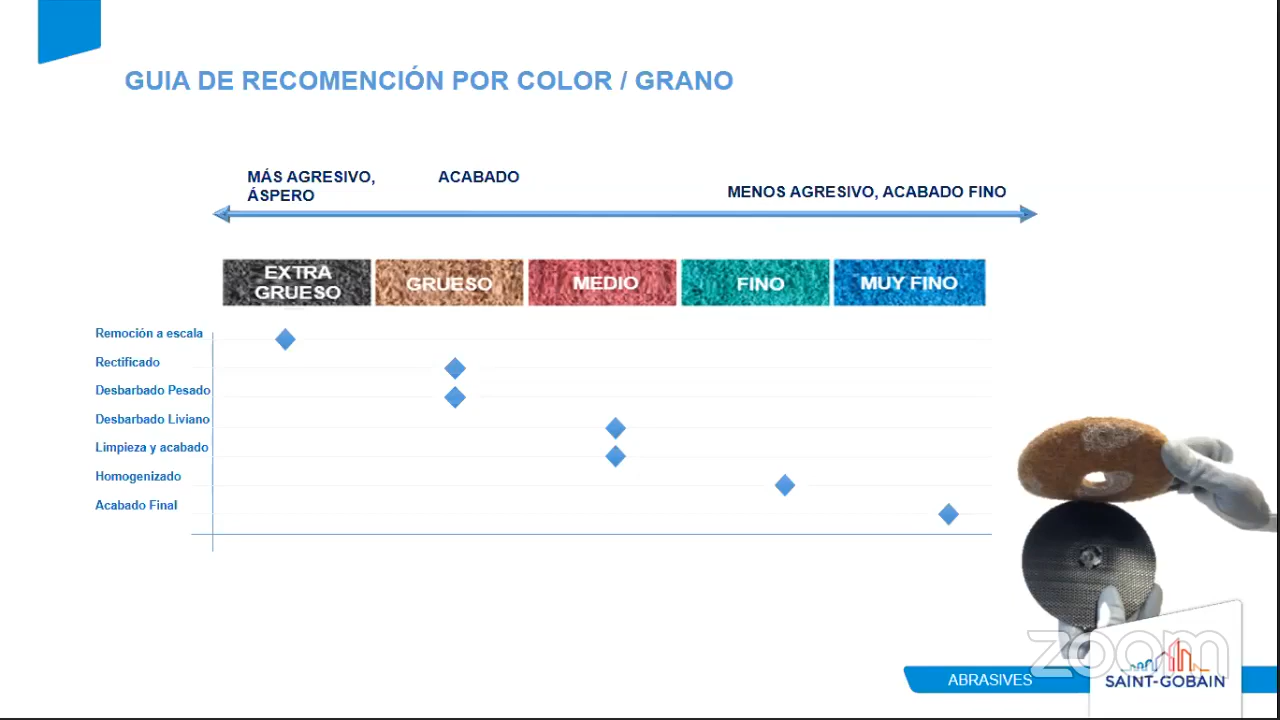 GUIA DE RECOMENCIÓN POR COLOR / GRANO
MÁS AGRESIVO, ACABADO
ÁSPERO
MENOS AGRESIVO, ACABADO FINO
EXTRA
GRUESO
GRUESO
MEDIO
FINO
MUY FINO
Remoción a escala
Rectificado
Desbarbado Pesado
Desbarbado Liviano
Limpieza y acabado
Homogenizado
Acabado Final
zoom
ABRASIVES
SAINT-GOBAIN